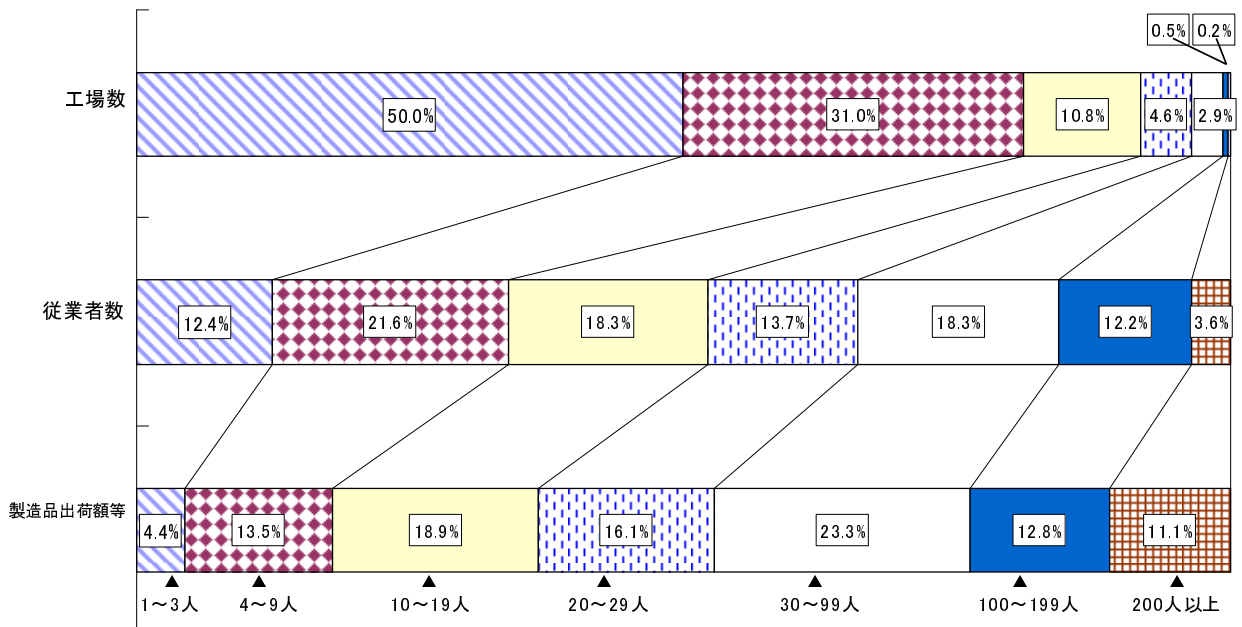 0.5% 0.2%
工場数 50.0% 31.0% 10.8% 4.6% 2.9%
従業者数 12.4% 21.6% 18.3% 13.7% 18.3% 12.2% 3.6%
製造品出荷額等 4.4% 13.5% 18.9% 16.1% 23.3% 12.8% 11.1%
1～3人 4～9人 10～19人 20～29人 30～99人 100～199人 200人以上